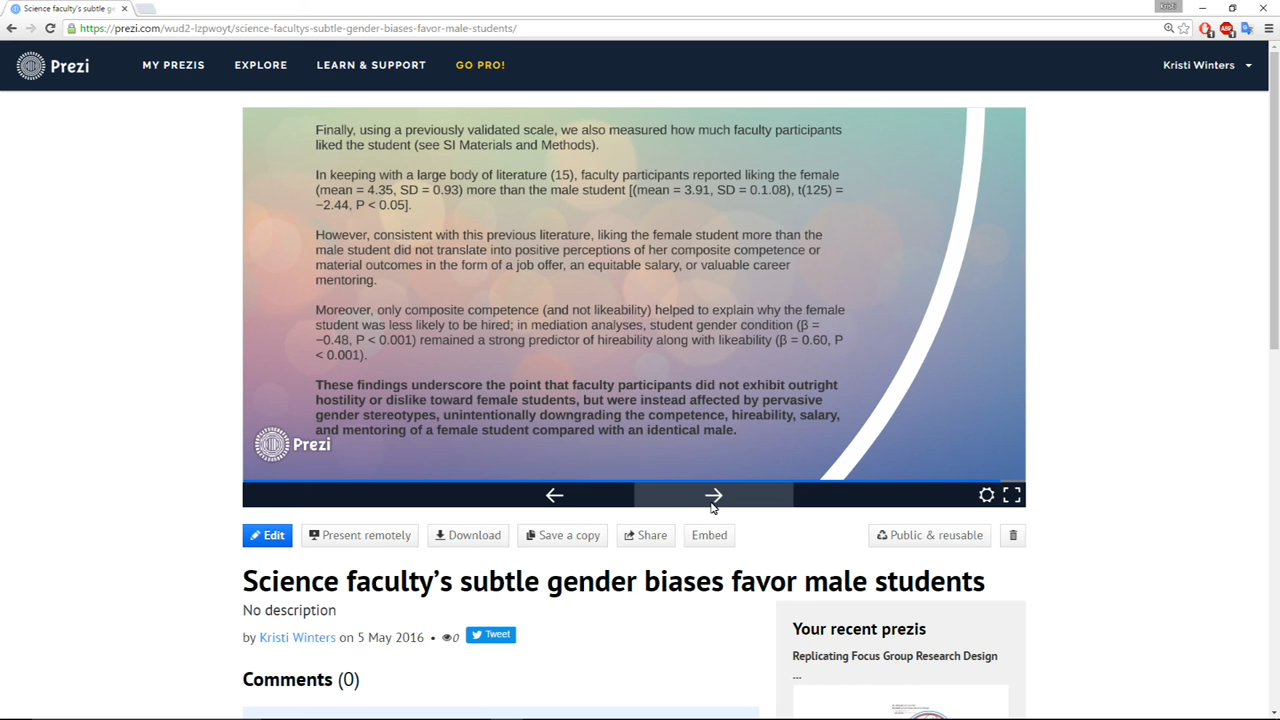 Science faculty's subtle g
Kristi
https://prezi.com/wud2-lzpwoyt/science-facultys-subtle-gender-biases-favor-male-students/
Prezi
MY PREZIS
EXPLORE
LEARN & SUPPORT
GO PRO!
Kristi Winters
Finally, using a previously validated scale, we also measured how much faculty participants
liked the student (see SI Materials and Methods).
In keeping with a large body of literature (15), faculty participants reported liking the female
(mean = 4.35, SD = 0.93) more than the male student [(mean = 3.91, SD = 0.1.08), t(125) =
−2.44, P < 0.05].
However, consistent with this previous literature, liking the female student more than the
male student did not translate into positive perceptions of her composite competence or
material outcomes in the form of a job offer, an equitable salary, or valuable career
mentoring.
Moreover, only composite competence (and not likeability) helped to explain why the female
student was less likely to be hired; in mediation analyses, student gender condition (β =
−0.48, P < 0.001) remained a strong predictor of hireability along with likeability (β = 0.60, P
< 0.001).
These findings underscore the point that faculty participants did not exhibit outright
hostility or dislike toward female students, but were instead affected by pervasive
gender stereotypes, unintentionally downgrading the competence, hireability, salary,
and mentoring of a female student compared with an identical male.
Prezi
Edit
Present remotely
Download
Save a copy
Share
Embed
Public & reusable
Science faculty's subtle gender biases favor male students
No description
by Kristi Winters on 5 May 2016 • 0
Tweet
Your recent prezis
Replicating Focus Group Research Design
...
Comments (0)